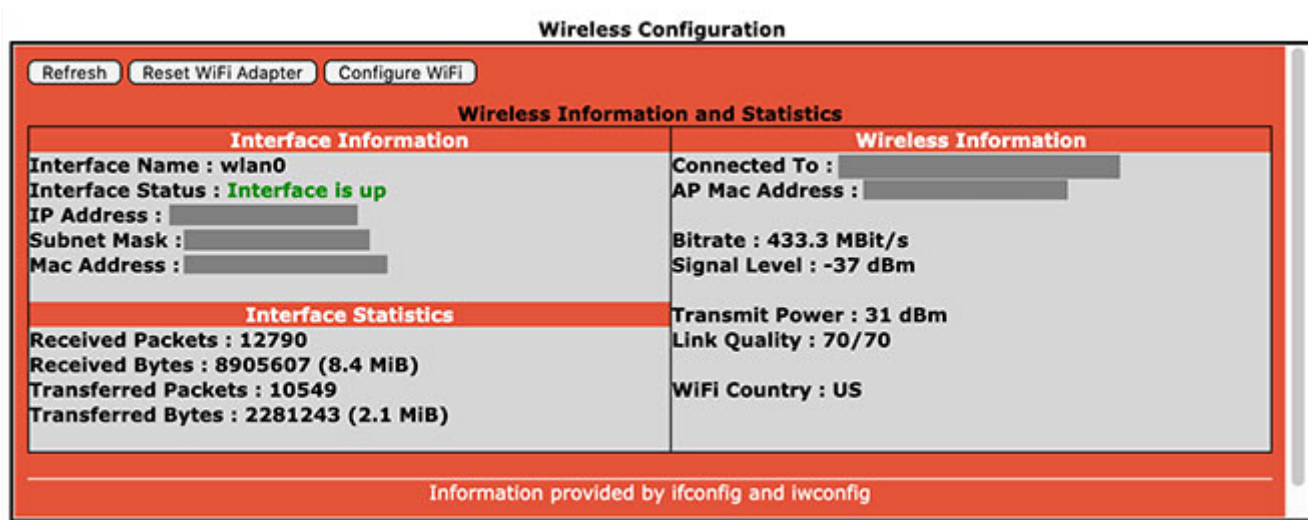 Wireless Configuration
Refresh Reset WiFi Adapter Configure WiFi
Wireless Information and Statistics
Interface Information
Interface Name : wlan0
Interface Status : Interface is up
IP Address :
Subnet Mask :
Mac Address :
Interface Statistics
Received Packets : 12790
Received Bytes : 8905607 (8.4 MiB)
Transferred Packets : 10549
Transferred Bytes : 2281243 (2.1 MiB)
Wireless Information
Connected To :
AP Mac Address :
Bitrate : 433.3 MBit/s
Signal Level : -37 dBm
Transmit Power : 31 dBm
Link Quality : 70/70
WiFi Country : US
Information provided by ifconfig and iwconfig